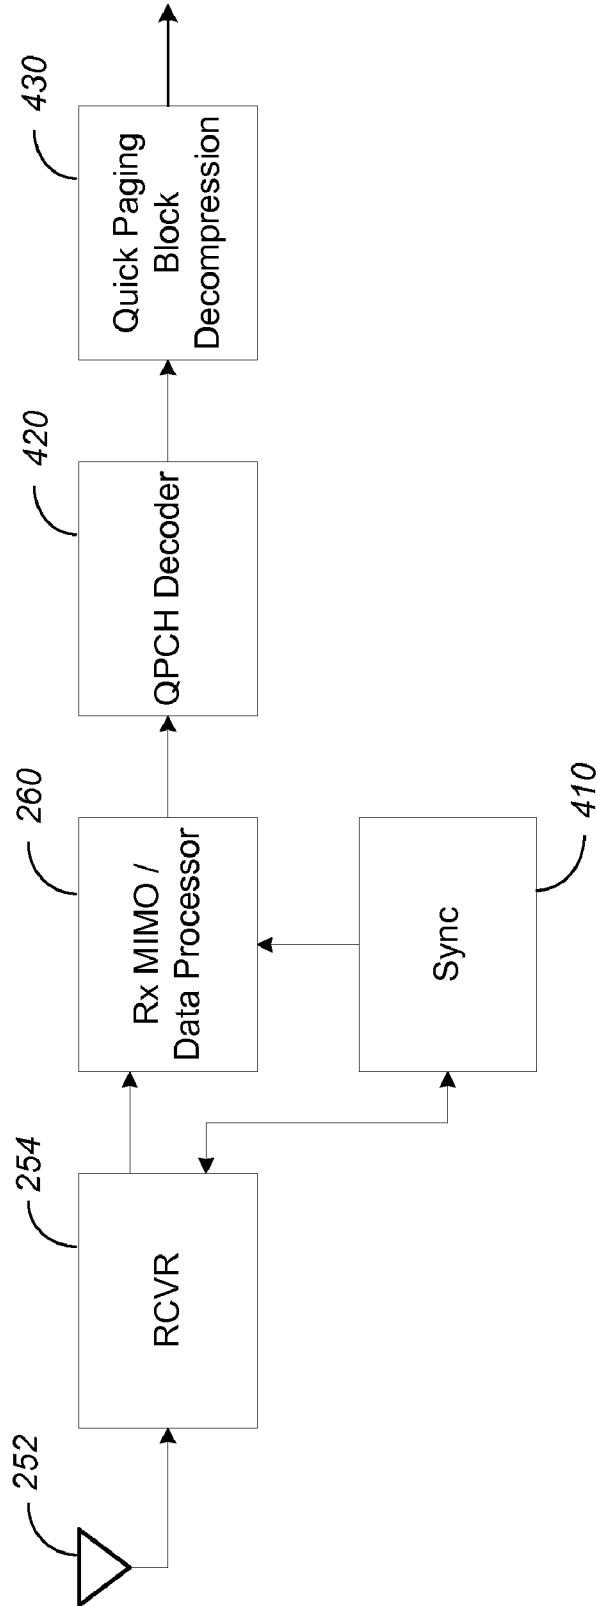 252
254
RCVR
260
Rx MIMO /
Data Processor
410
Sync
420
QPCH Decoder
430
Quick Paging
Block
Decompression